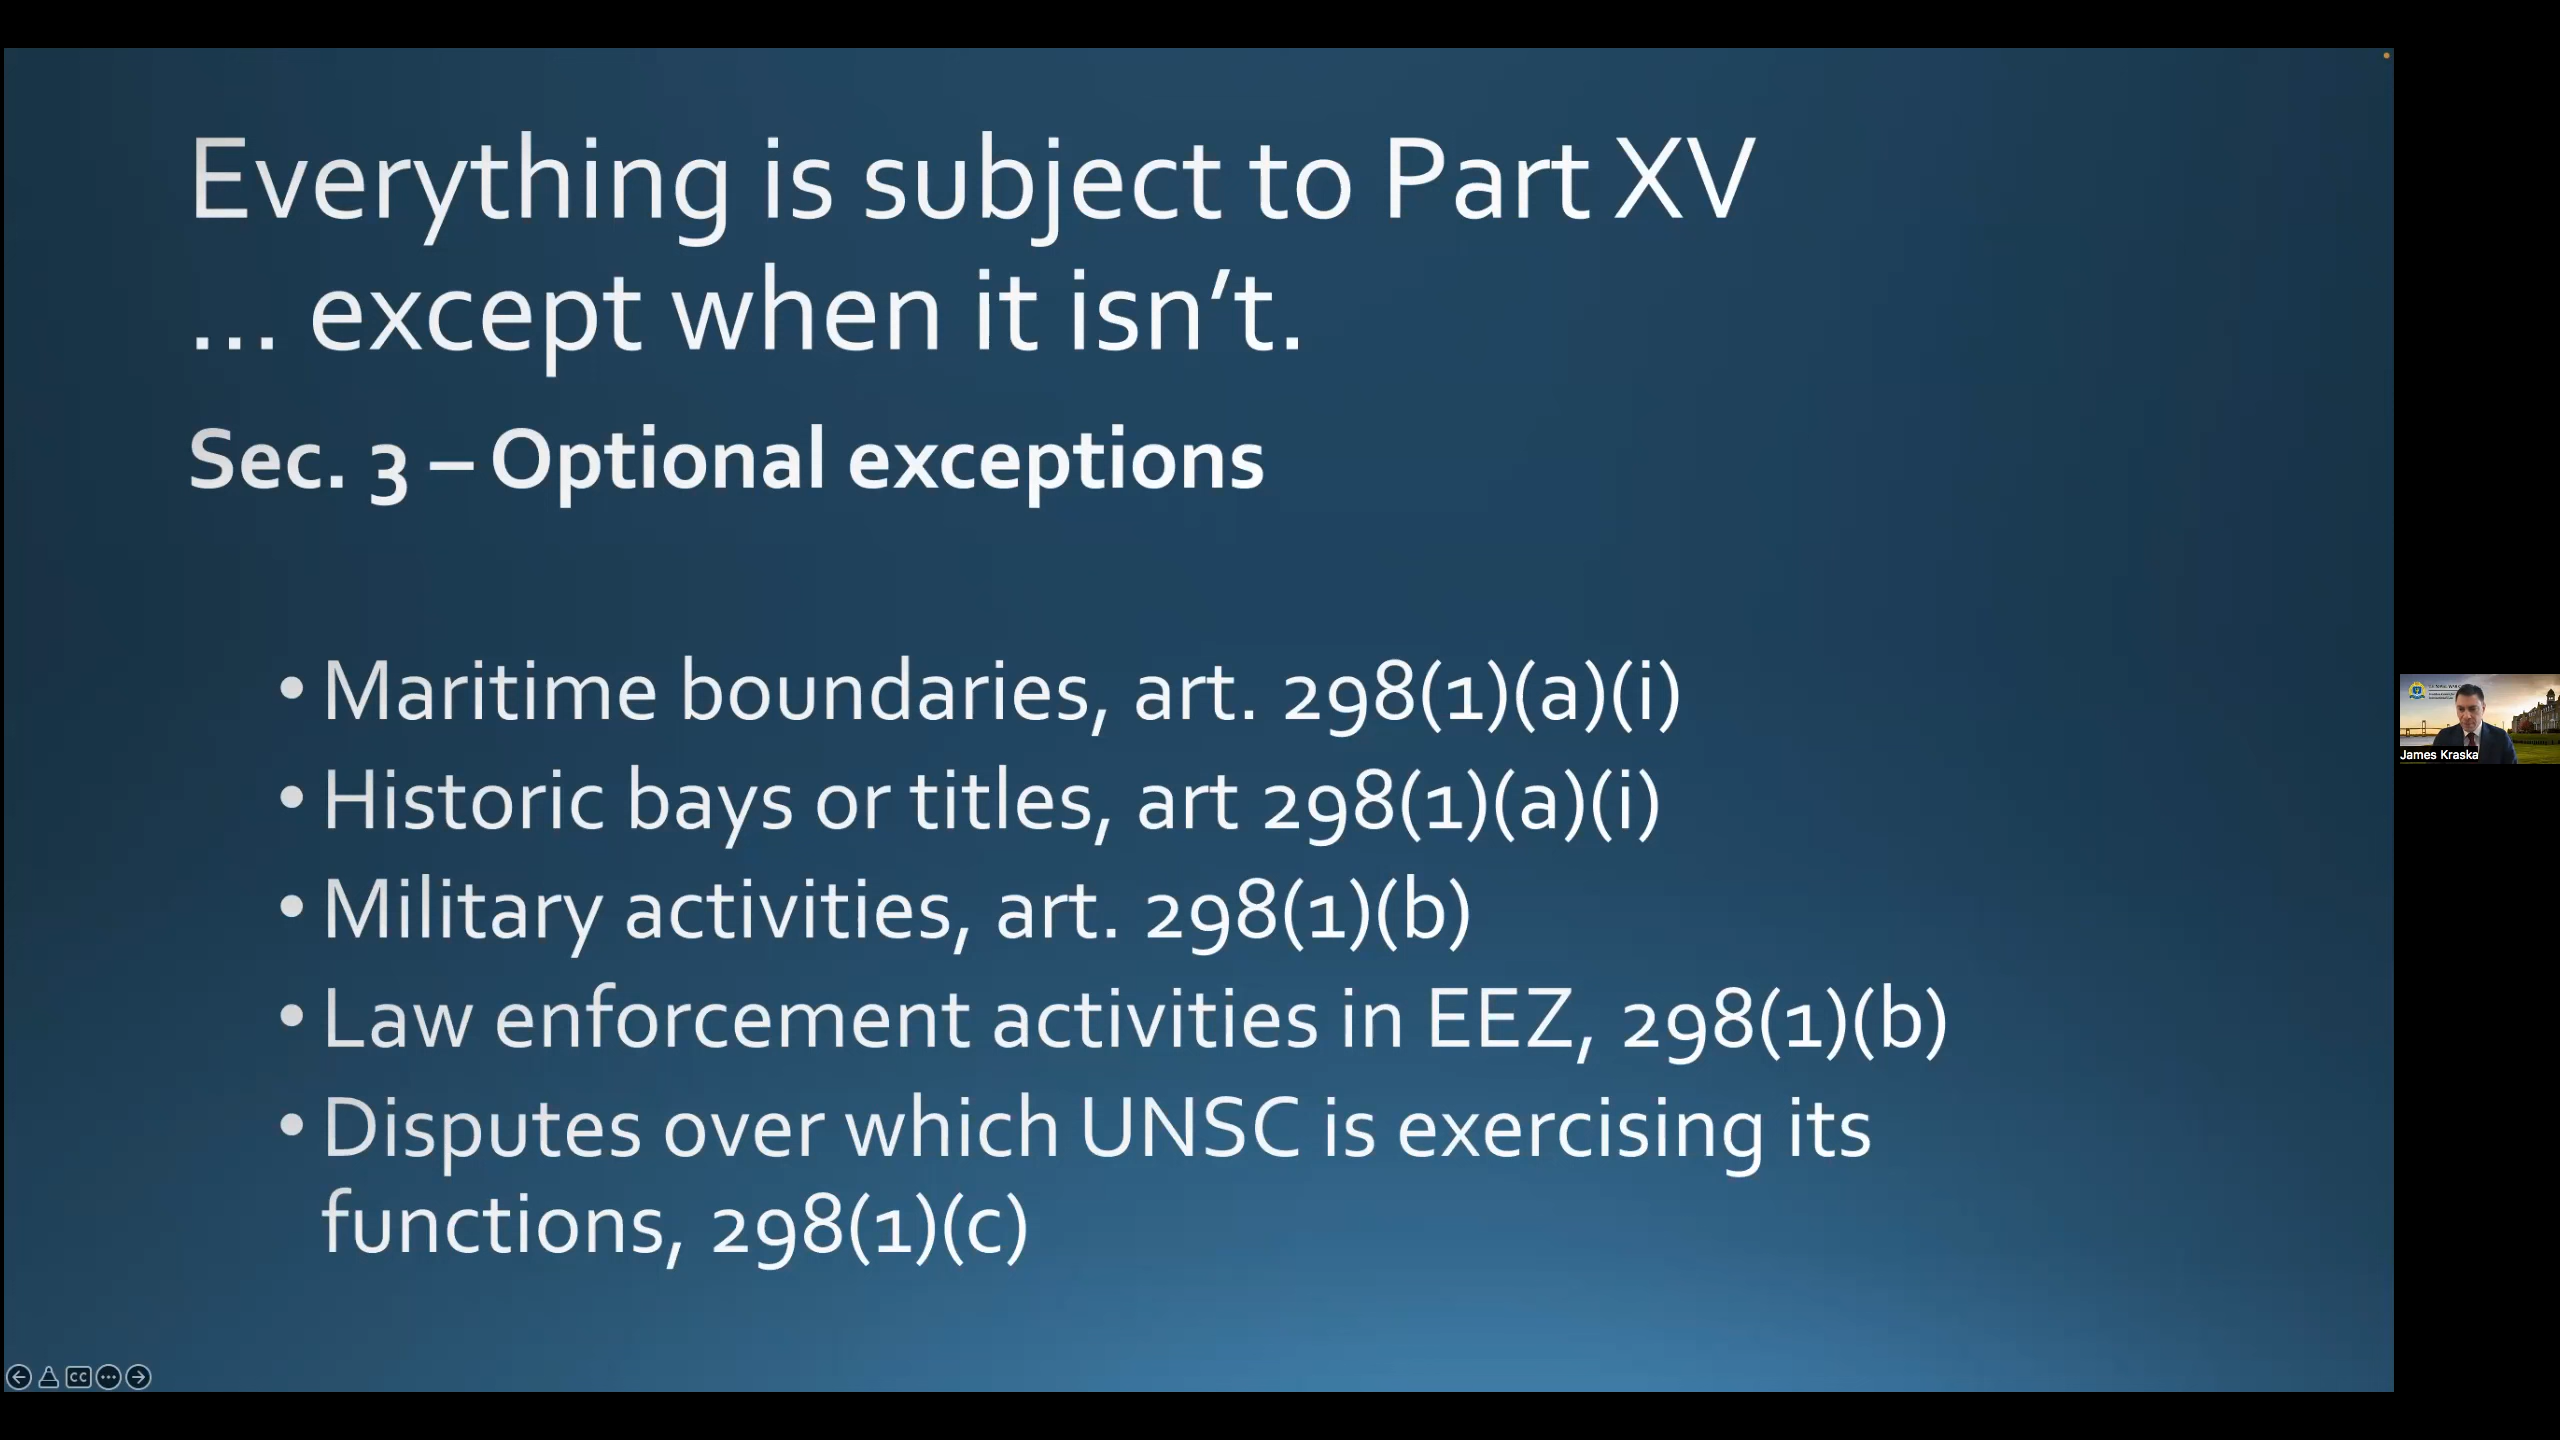 Everything is subject to Part XV
... except when it isn’t.
Sec. 3 – Optional exceptions
• Maritime boundaries, art. 298(1)(a)(i)
• Historic bays or titles, art 298(1)(a)(i)
• Military activities, art. 298(1)(b)
• Law enforcement activities in EEZ, 298(1)(b)
• Disputes over which UNSC is exercising its
functions, 298(1)(c)
James Kraska
CC